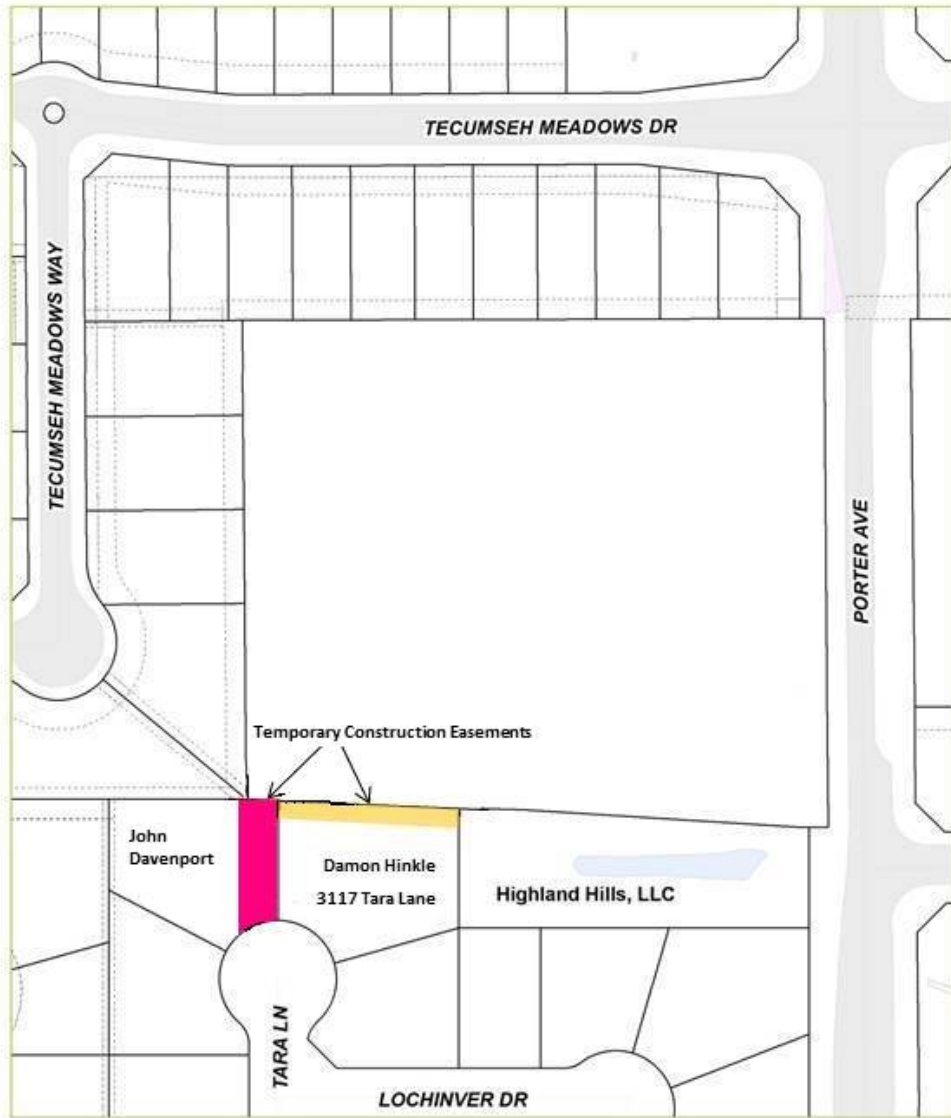 TECUMSEH MEADOWS DR
TECUMSEH MEADOWS WAY
PORTER AVE
Temporary Construction Easements
John
Davenport
Damon Hinkle
3117 Tara Lane
Highland Hills, LLC
TARA LN
LOCHINVER DR